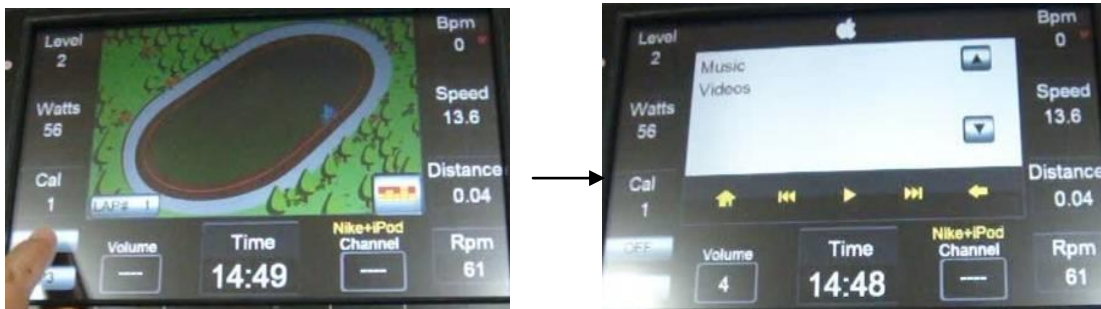 Level
2
Watts
56
Cal
1
LAP# 1
3
Volume
----
Time
14:49
Nike+iPod
Channel
----
Bpm
0
Speed
13.6
Distance
0.04
Rpm
61
Level
2
Watts
56
Cal
1
OFF
Music
Videos
Volume
4
Time
14:48
Nike+iPod
Channel
----
Bpm
0
Speed
13.6
Distance
0.04
Rpm
61